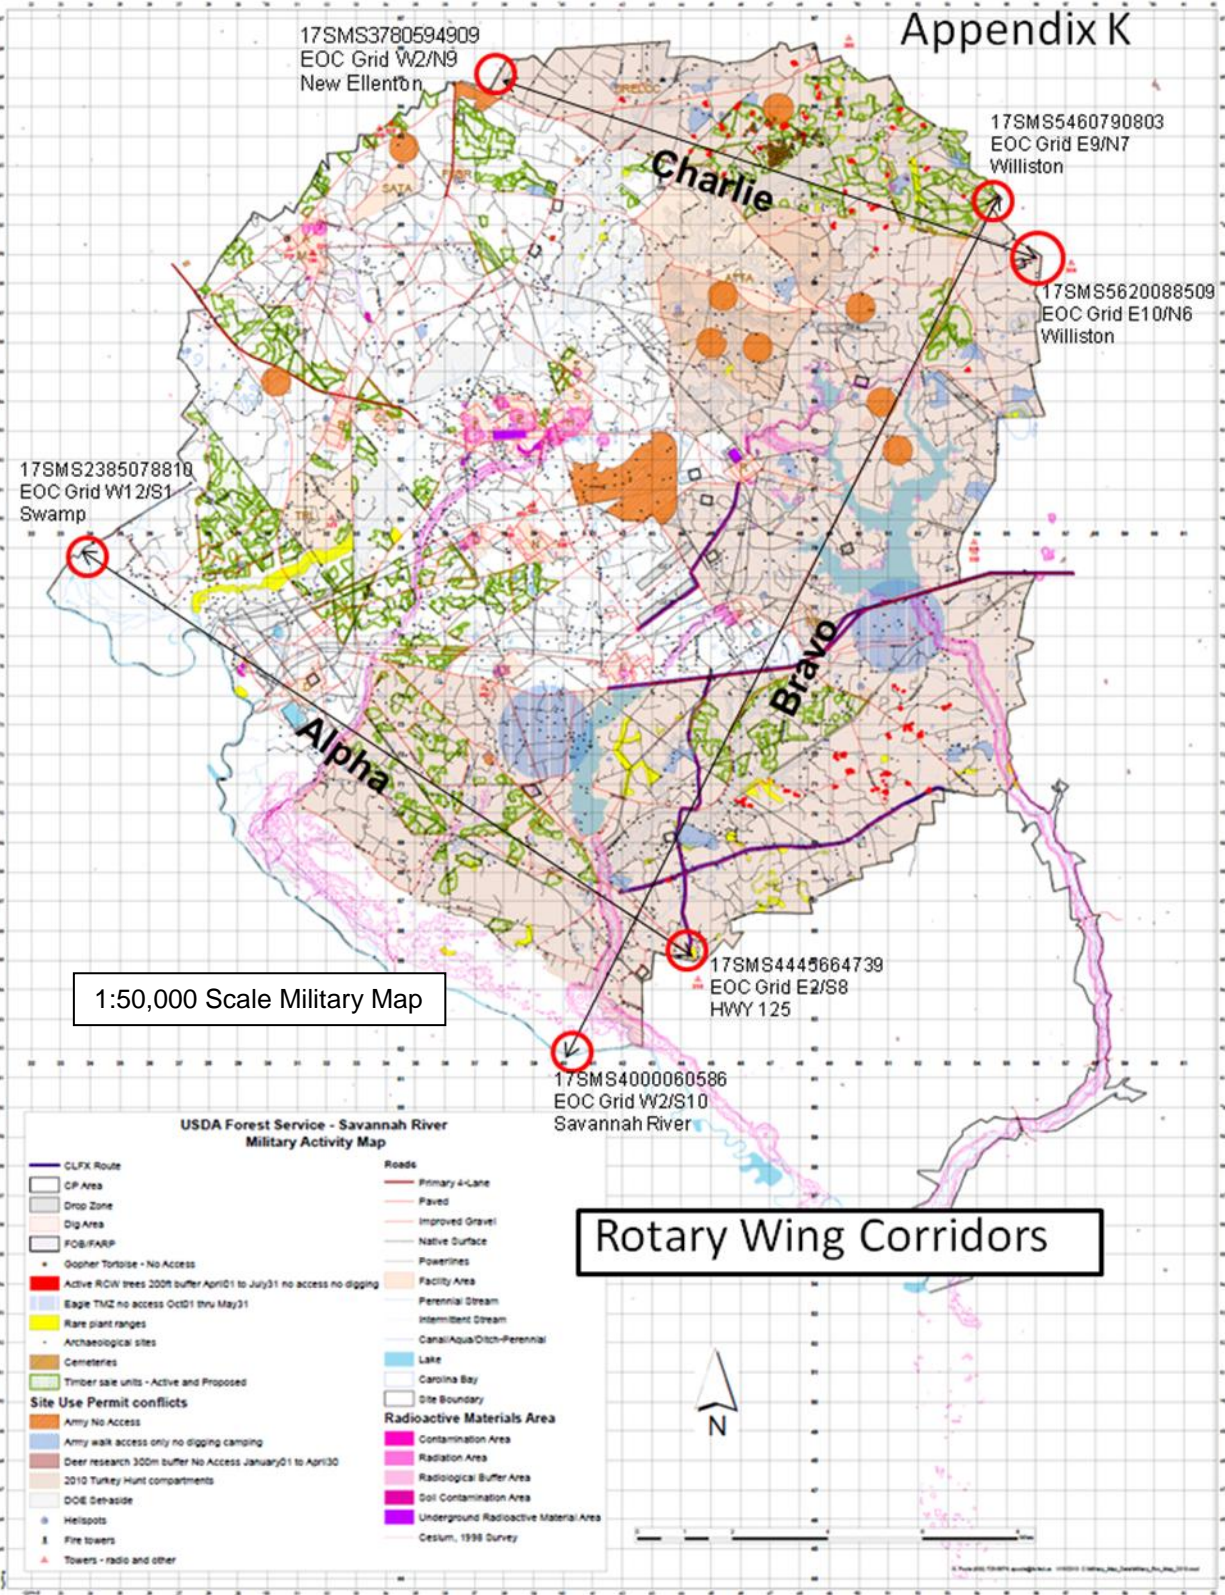 Appendix K
17SMS3780594909
EOC Grid W2/N9
New Ellenton
17SMS5460790803
EOC Grid E9/N7
Williston
Charlie
SATA
17SMS5620088509
EOC Grid E10/N6
Williston
17SMS2385078810
EOC Grid W12/S1
Swamp
Bravo
Alpha
17SMS4445664739
EOC Grid E2/S8
HWY 125
1:50,000 Scale Military Map
17SMS4000060586
EOC Grid W2/S10
Savannah River
Rotary Wing Corridors
N
USDA Forest Service - Savannah River
Military Activity Map
CLFX Route
CP Area
Drop Zone
Dig Area
FOB/FARP
Gopher Tortoise - No Access
Active RCW trees 200ft buffer April01 to July31 no access no digging
Eagle TMZ no access Oct01 thru May31
Rare plant ranges
Archaeological sites
Cemeteries
Timber sale units - Active and Proposed
Site Use Permit conflicts
Army No Access
Army walk access only no digging camping
Deer research 300m buffer No Access January01 to April30
2010 Turkey Hunt compartments
DOE Set-aside
Helispots
Fire towers
Towers - radio and other
Roads
Primary 4-Lane
Paved
Improved Gravel
Native Surface
Powerlines
Facility Area
Perennial Stream
Intermittent Stream
Canal/Aqua/Ditch-Perennial
Lake
Carolina Bay
Site Boundary
Radioactive Materials Area
Contamination Area
Radiation Area
Radiological Buffer Area
Soil Contamination Area
Underground Radioactive Material Area
Cesium, 1998 Survey